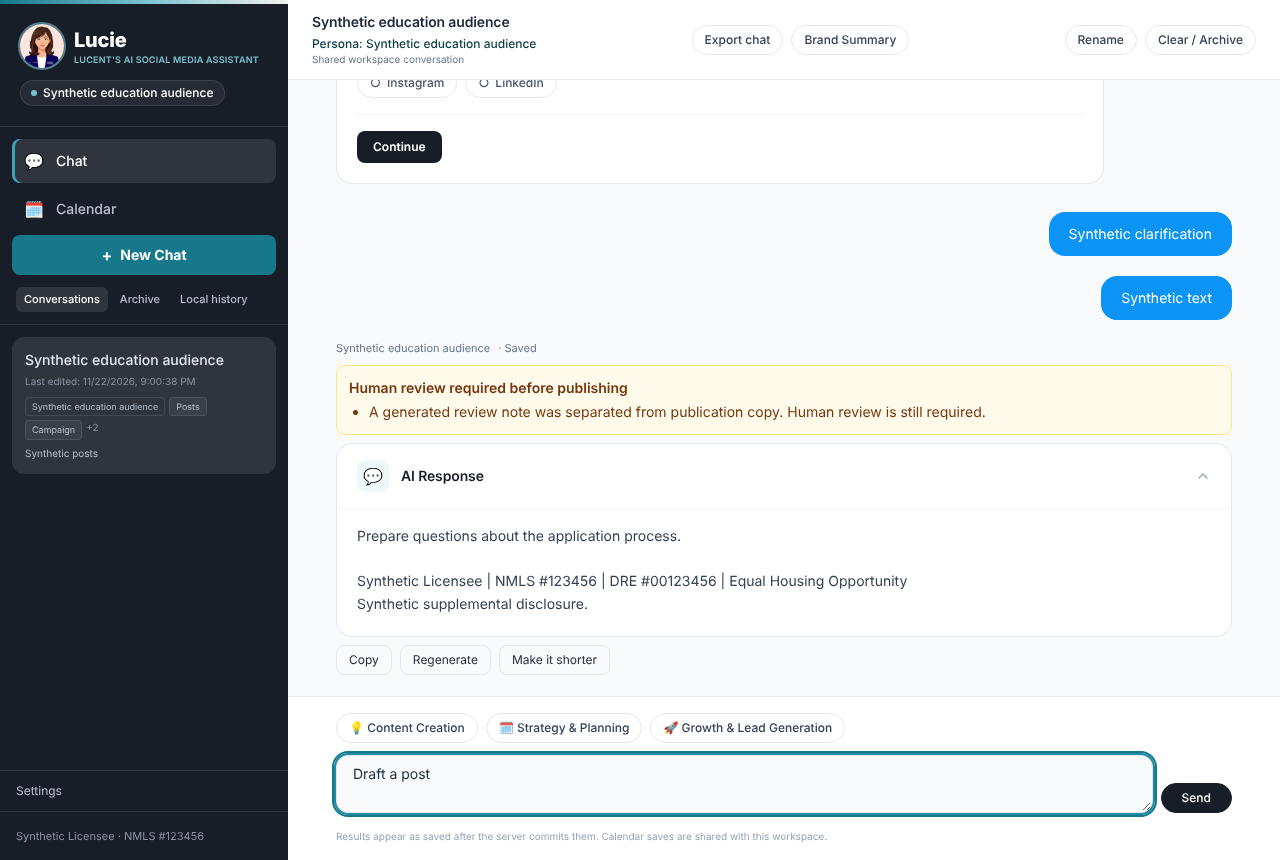 Lucie
LUCENT'S AI SOCIAL MEDIA ASSISTANT
Synthetic education audience
Chat
Calendar
+ New Chat
Conversations
Archive
Local history
Synthetic education audience
Last edited: 11/22/2026, 9:00:38 PM
Synthetic education audience
Posts
Campaign
+2
Synthetic posts
Settings
Synthetic Licensee · NMLS #123456
Synthetic education audience
Persona: Synthetic education audience
Shared workspace conversation
Export chat
Brand Summary
Rename
Clear / Archive
Instagram
LinkedIn
Continue
Synthetic clarification
Synthetic text
Synthetic education audience · Saved
Human review required before publishing
• A generated review note was separated from publication copy. Human review is still required.
AI Response
Prepare questions about the application process.
Synthetic Licensee | NMLS #123456 | DRE #00123456 | Equal Housing Opportunity
Synthetic supplemental disclosure.
Copy
Regenerate
Make it shorter
Content Creation
Strategy & Planning
Growth & Lead Generation
Draft a post
Send
Results appear as saved after the server commits them. Calendar saves are shared with this workspace.